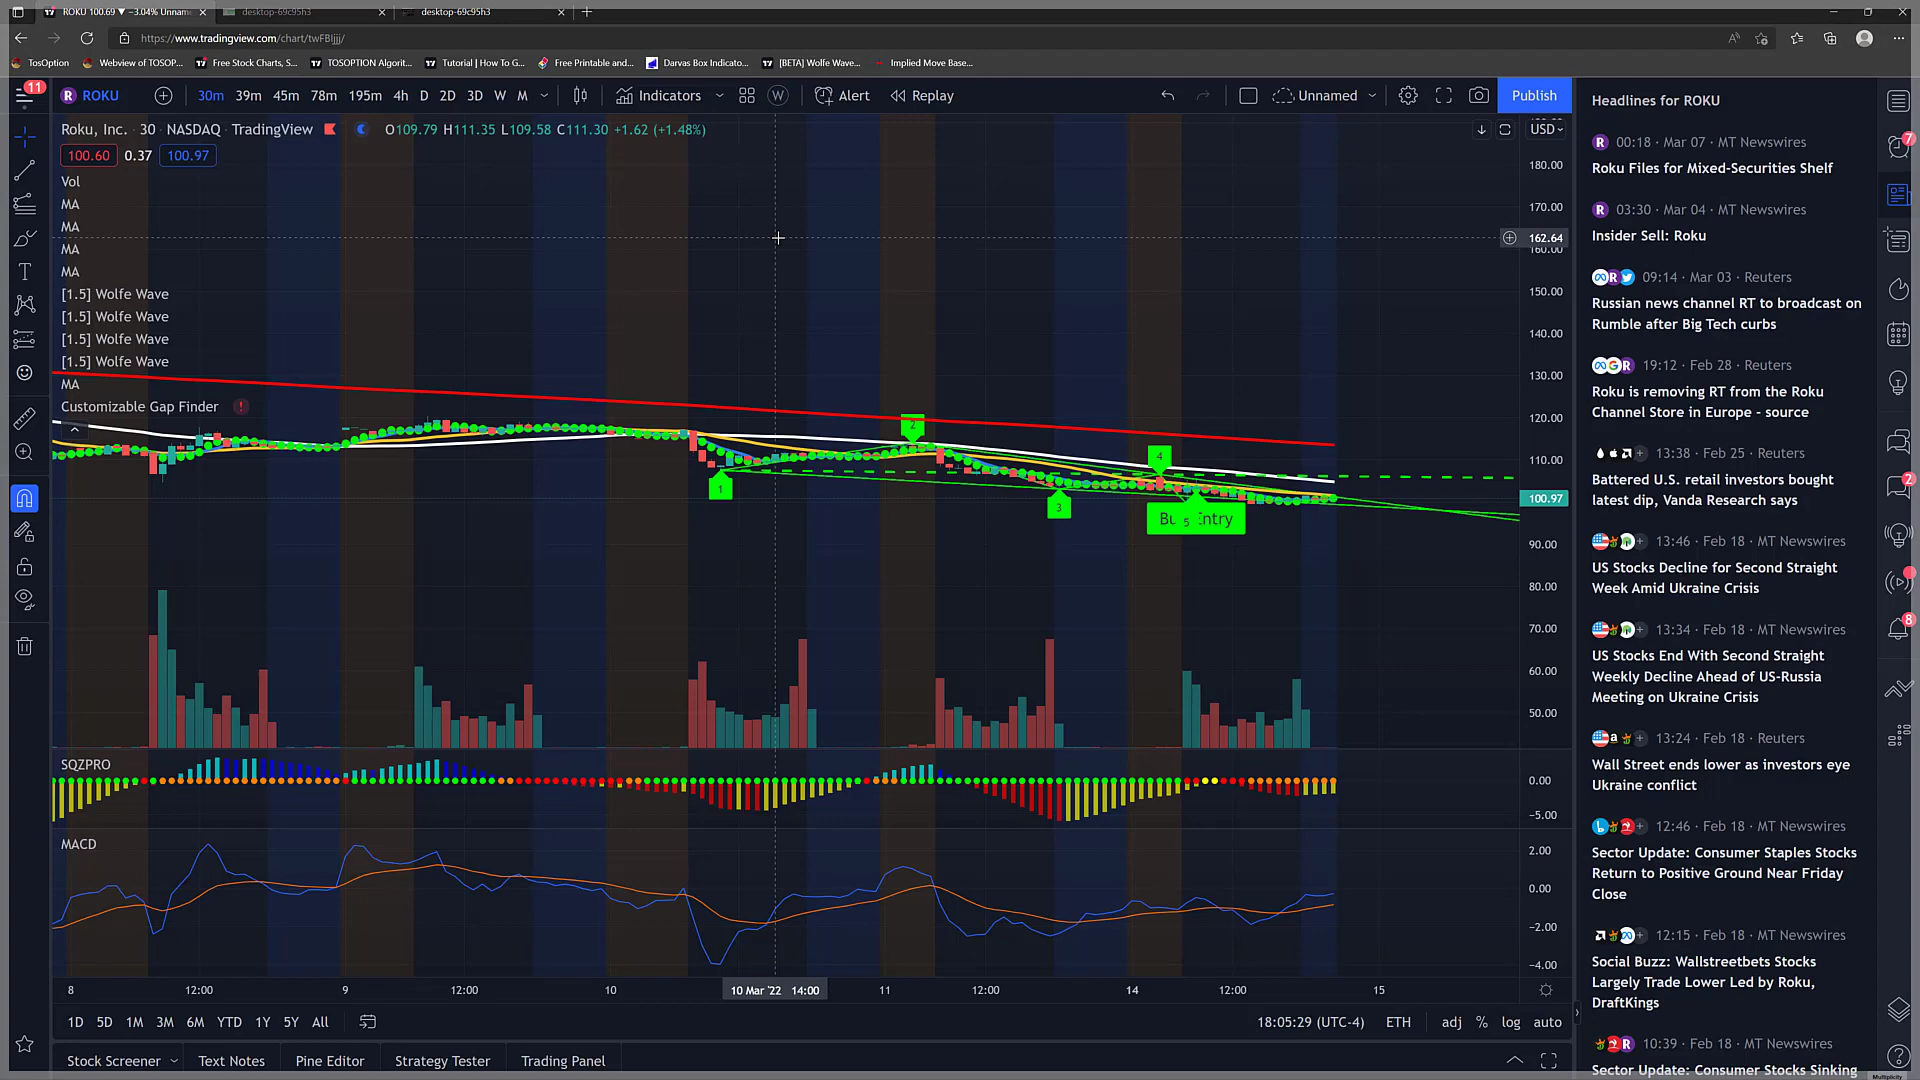 ROKU 100.69 ▼ −3.04% Unnam
desktop-69c95h3
desktop-69c95h3
https://www.tradingview.com/chart/twFBIjjj/
TosOption
Webview of TOSOP...
Free Stock Charts, S...
TOSOPTION Algorit...
Tutorial | How To G...
Free Printable and...
Darvas Box Indicato...
[BETA] Wolfe Wave...
Implied Move Base...
11
ROKU
30m 39m 45m 78m 195m 4h D 2D 3D W M
Indicators
W
Alert
Replay
Unnamed
Publish
Roku, Inc. · 30 · NASDAQ · TradingView
O109.79 H111.35 L109.58 C111.30 +1.62 (+1.48%)
USD
100.60 0.37 100.97
Vol
MA
MA
MA
MA
[1.5] Wolfe Wave
[1.5] Wolfe Wave
[1.5] Wolfe Wave
[1.5] Wolfe Wave
MA
Customizable Gap Finder
180.00
170.00
162.64
160.00
150.00
140.00
130.00
120.00
110.00
100.97
90.00
80.00
70.00
60.00
50.00
1
2
3
4
5
SQZPRO
0.00
−5.00
MACD
2.00
0.00
−2.00
−4.00
8 12:00 9 12:00 10 10 Mar '22 14:00 11 12:00 14 12:00 15
1D 5D 1M 3M 6M YTD 1Y 5Y All
18:05:29 (UTC-4) ETH adj % log auto
Stock Screener
Text Notes
Pine Editor
Strategy Tester
Trading Panel
Headlines for ROKU
00:18 · Mar 07 · MT Newswires
Roku Files for Mixed-Securities Shelf
03:30 · Mar 04 · MT Newswires
Insider Sell: Roku
09:14 · Mar 03 · Reuters
Russian news channel RT to broadcast on
Rumble after Big Tech curbs
19:12 · Feb 28 · Reuters
Roku is removing RT from the Roku
Channel Store in Europe - source
13:38 · Feb 25 · Reuters
Battered U.S. retail investors bought
latest dip, Vanda Research says
13:46 · Feb 18 · MT Newswires
US Stocks Decline for Second Straight
Week Amid Ukraine Crisis
13:34 · Feb 18 · MT Newswires
US Stocks End With Second Straight
Weekly Decline Ahead of US-Russia
Meeting on Ukraine Crisis
13:24 · Feb 18 · Reuters
Wall Street ends lower as investors eye
Ukraine conflict
12:46 · Feb 18 · MT Newswires
Sector Update: Consumer Staples Stocks
Return to Positive Ground Near Friday
Close
12:15 · Feb 18 · MT Newswires
Social Buzz: Wallstreetbets Stocks
Largely Trade Lower Led by Roku,
DraftKings
10:39 · Feb 18 · MT Newswires
Sector Update: Consumer Stocks Sinking
7
2
8
Multiplicity